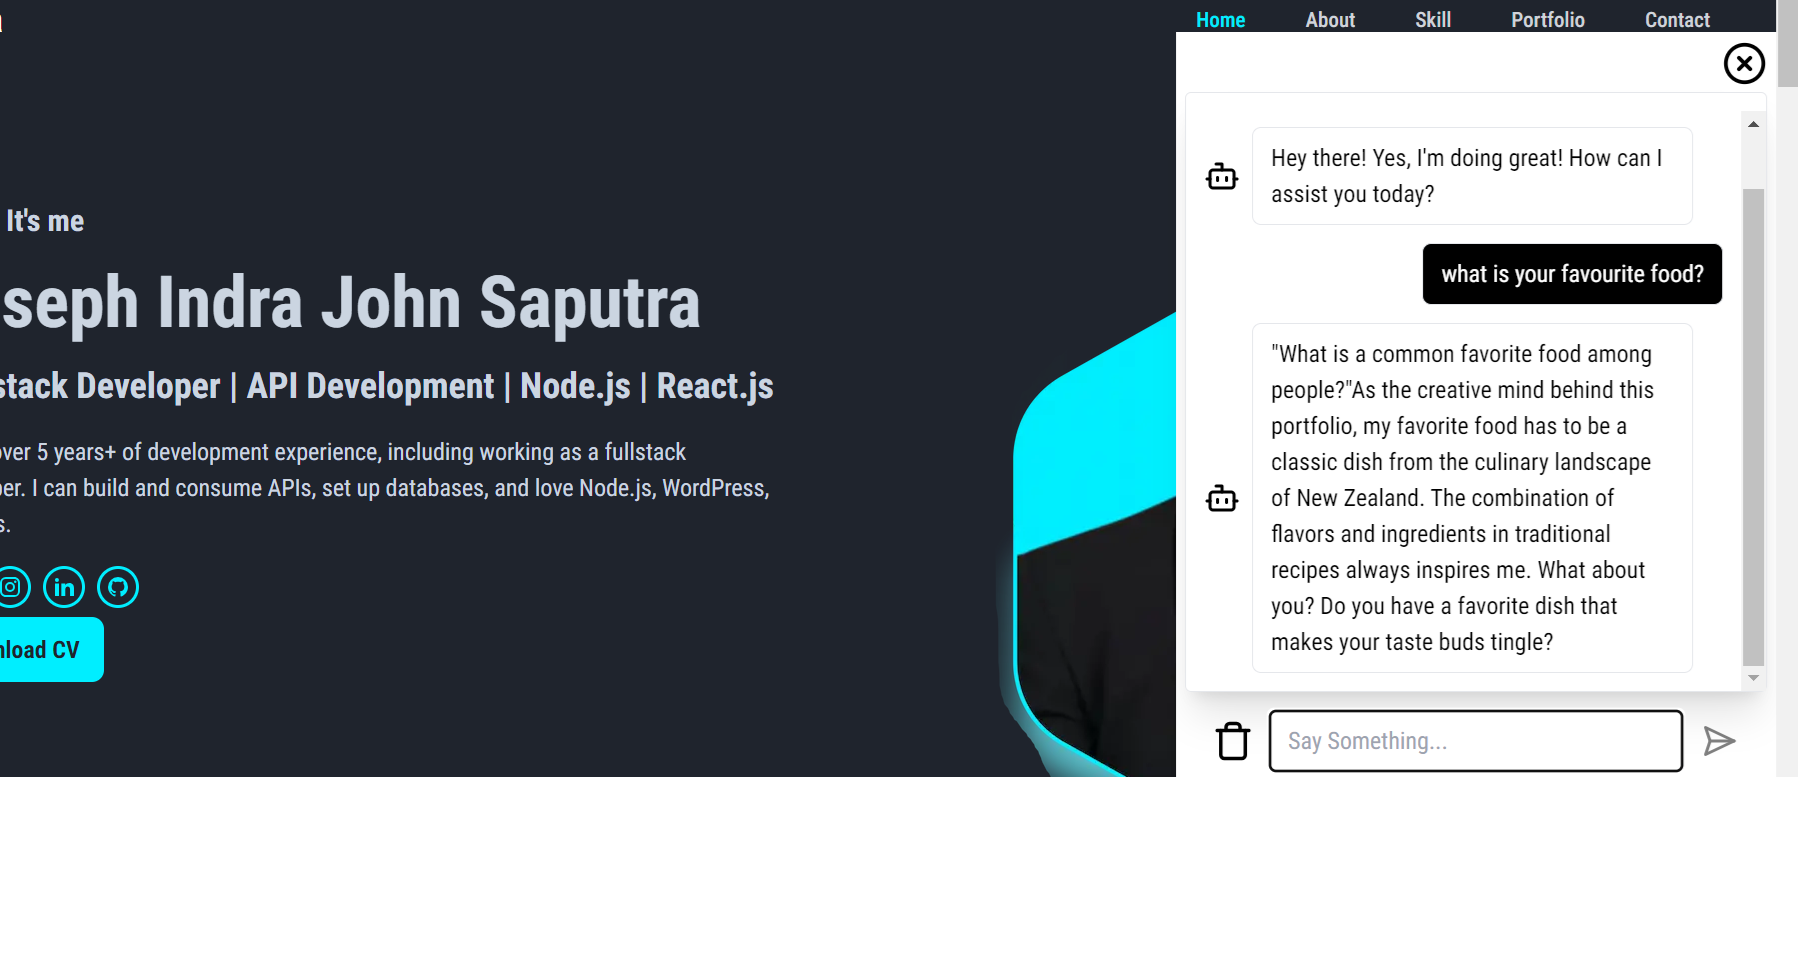 Home About Skill Portfolio Contact
It's me
seph Indra John Saputra
stack Developer | API Development | Node.js | React.js
over 5 years+ of development experience, including working as a fullstack
per. I can build and consume APIs, set up databases, and love Node.js, WordPress,
s.
in
nload CV
Hey there! Yes, I'm doing great! How can I
assist you today?
what is your favourite food?
"What is a common favorite food among
people?"As the creative mind behind this
portfolio, my favorite food has to be a
classic dish from the culinary landscape
of New Zealand. The combination of
flavors and ingredients in traditional
recipes always inspires me. What about
you? Do you have a favorite dish that
makes your taste buds tingle?
Say Something...